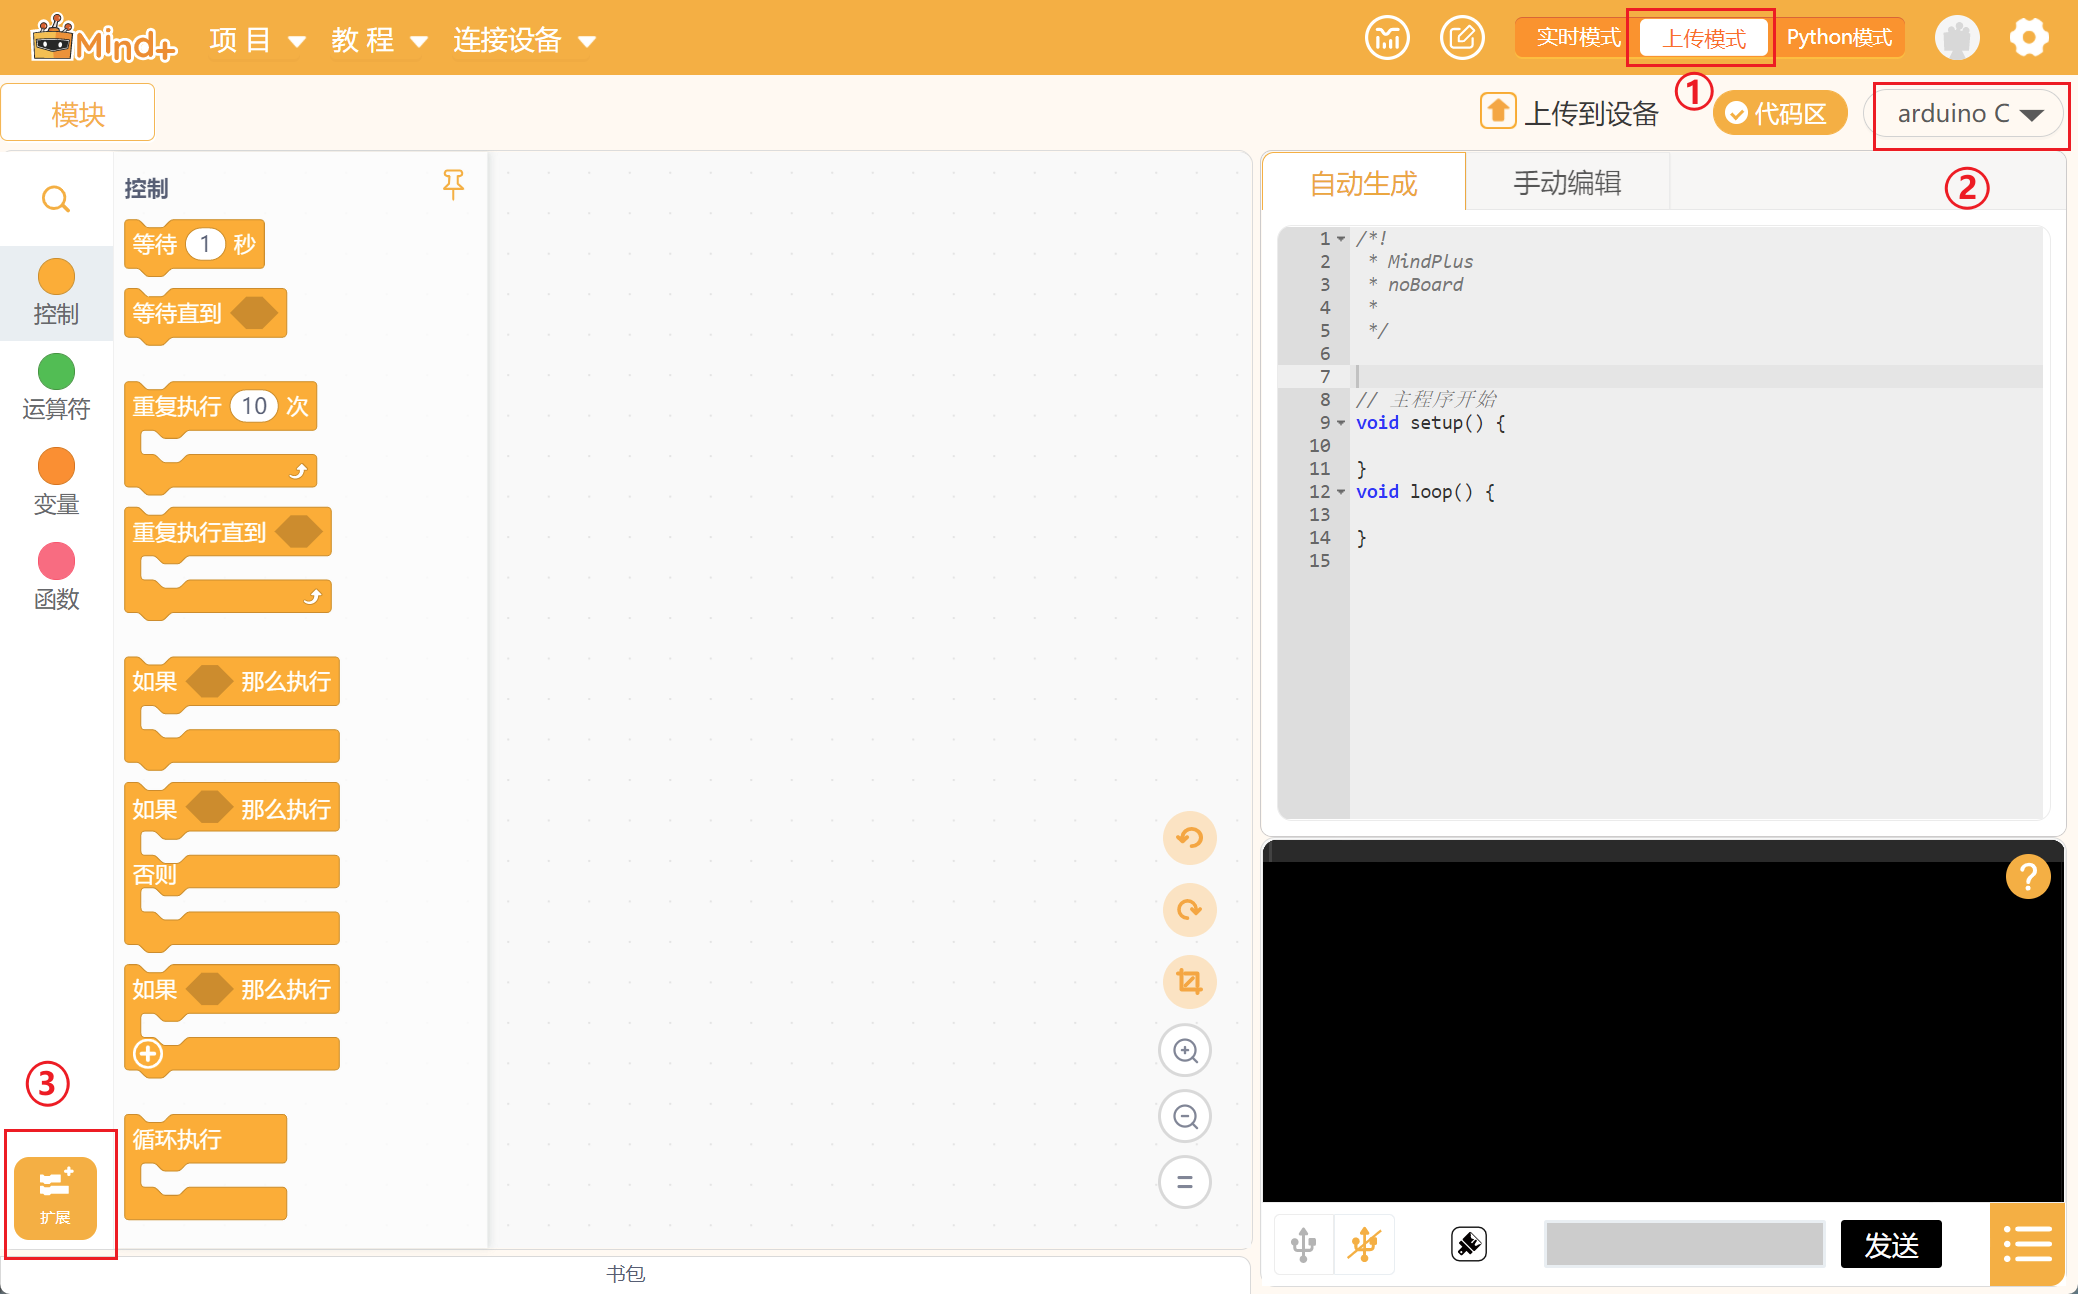 Mind+
项目
教程
连接设备
实时模式
上传模式
Python模式
模块
上传到设备
①
代码区
arduino C
②
控制
运算符
变量
函数
③
扩展
控制
等待 1 秒
等待直到
重复执行 10 次
重复执行直到
如果 那么执行
如果 那么执行
否则
如果 那么执行
循环执行
自动生成
手动编辑
1 /*!
2 * MindPlus
3 * noBoard
4 *
5 */
6
7
8 // 主程序开始
9 void setup() {
10
11 }
12 void loop() {
13
14 }
15
?
发送
书包